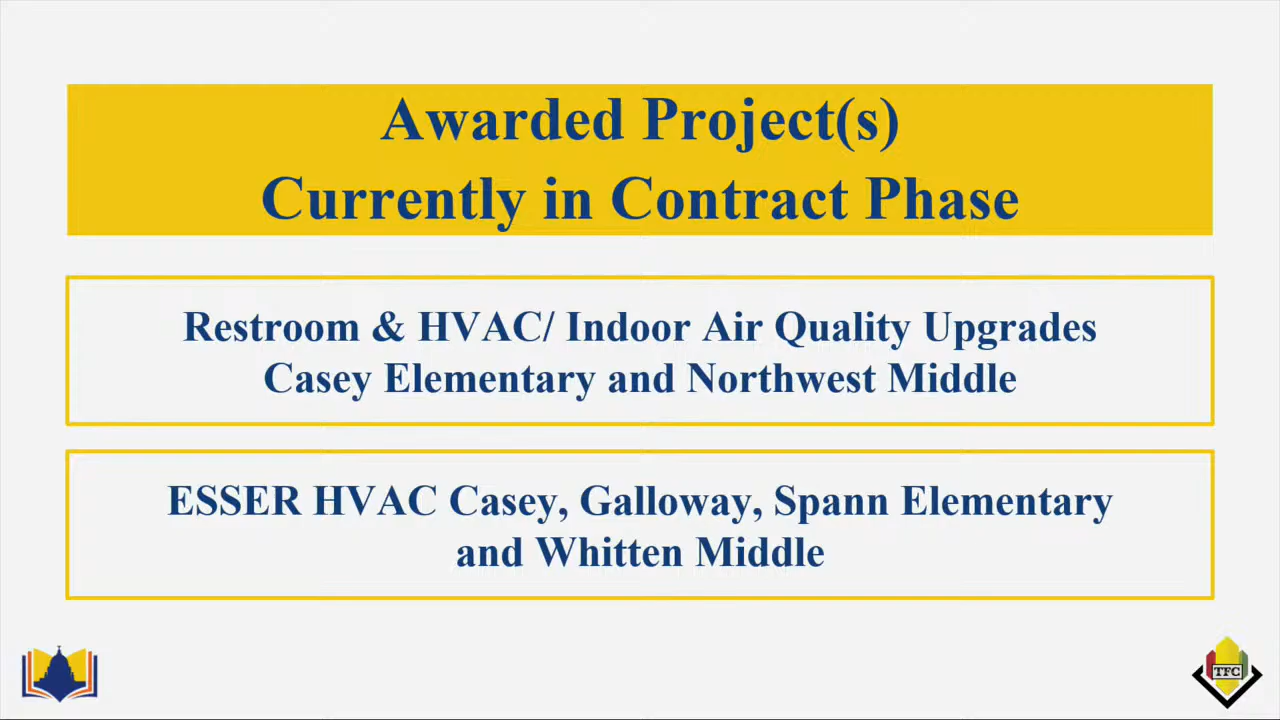 Awarded Project(s)
Currently in Contract Phase
Restroom & HVAC/ Indoor Air Quality Upgrades
Casey Elementary and Northwest Middle
ESSER HVAC Casey, Galloway, Spann Elementary
and Whitten Middle
TFC